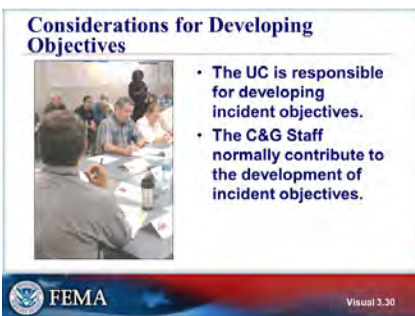 Considerations for Developing
Objectives
• The UC is responsible
for developing
incident objectives.
• The C&G Staff
normally contribute to
the development of
incident objectives.
FEMA
Visual 3.30